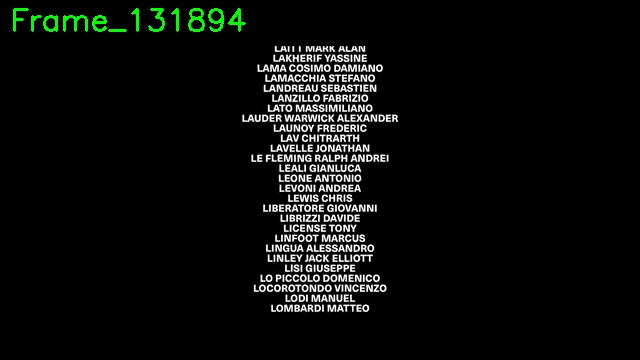 Frame_131894
LAITT MARK ALAN
LAKHERIF YASSINE
LAMA COSIMO DAMIANO
LAMACCHIA STEFANO
LANDREAU SEBASTIEN
LANZILLO FABRIZIO
LATO MASSIMILIANO
LAUDER WARWICK ALEXANDER
LAUNOY FREDERIC
LAV CHITRARTH
LAVELLE JONATHAN
LE FLEMING RALPH ANDREI
LEALI GIANLUCA
LEONE ANTONIO
LEVONI ANDREA
LEWIS CHRIS
LIBERATORE GIOVANNI
LIBRIZZI DAVIDE
LICENSE TONY
LINFOOT MARCUS
LINGUA ALESSANDRO
LINLEY JACK ELLIOTT
LISI GIUSEPPE
LO PICCOLO DOMENICO
LOCOROTONDO VINCENZO
LODI MANUEL
LOMBARDI MATTEO